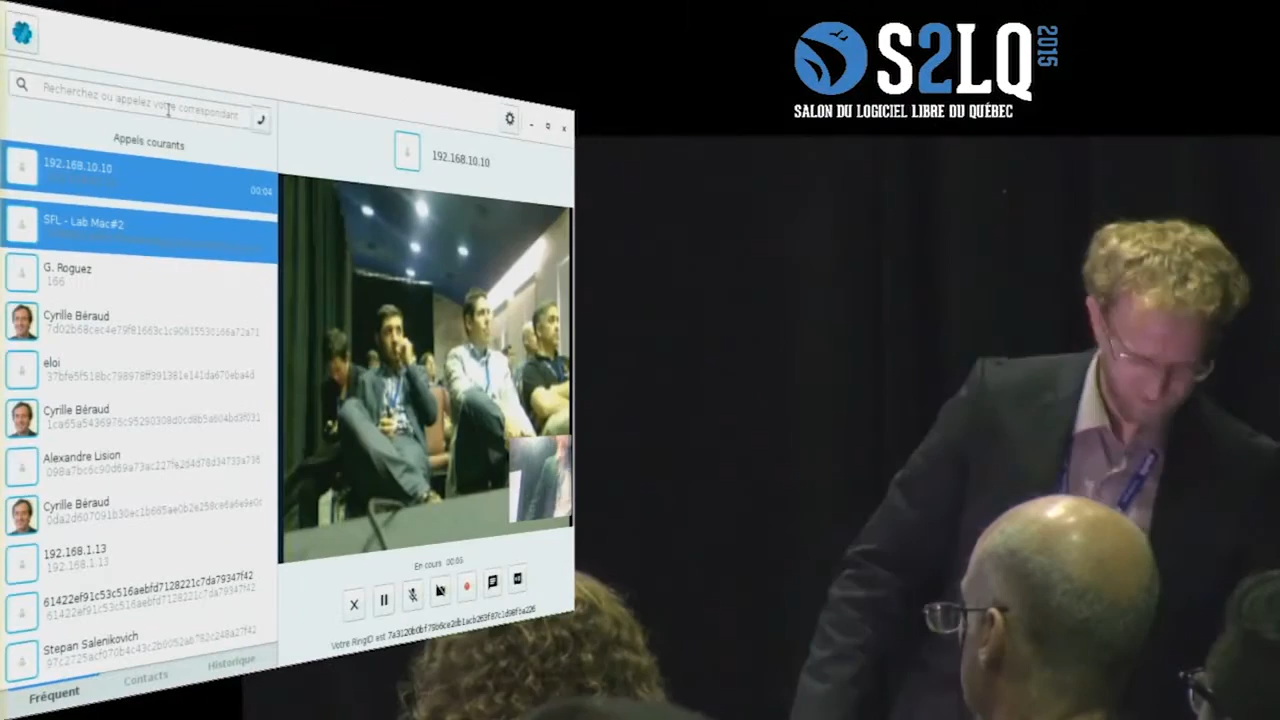 S2LQ 2015
SALON DU LOGICIEL LIBRE DU QUÉBEC
Recherchez ou appelez votre correspondant
Appels courants
192.168.10.10
00:04
SFL - Lab Mac#2
G. Roguez
166
Cyrille Béraud
eloi
Cyrille Béraud
Alexandre Lision
Cyrille Béraud
192.168.1.13
192.168.1.13
61422ef91c53c516aebfd7128221c7da79347f42
61422ef91c53c516aebfd7128221c7da79347f42
Stepan Salenikovich
Fréquent
Contacts
Historique
192.168.10.10
En cours 00:05
Votre RingID est